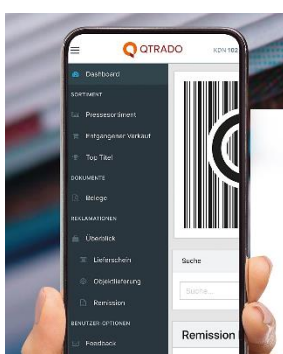 QTRADO KDN 102
Dashboard
SORTIMENT
Pressesortiment
Entgangener Verkauf
Top Titel
DOKUMENTE
Belege
REKLAMATIONEN
Überblick
Lieferschein
Objektlieferung
Remission
BENUTZER OPTIONEN
Feedback
Suche
Suche...
Remission